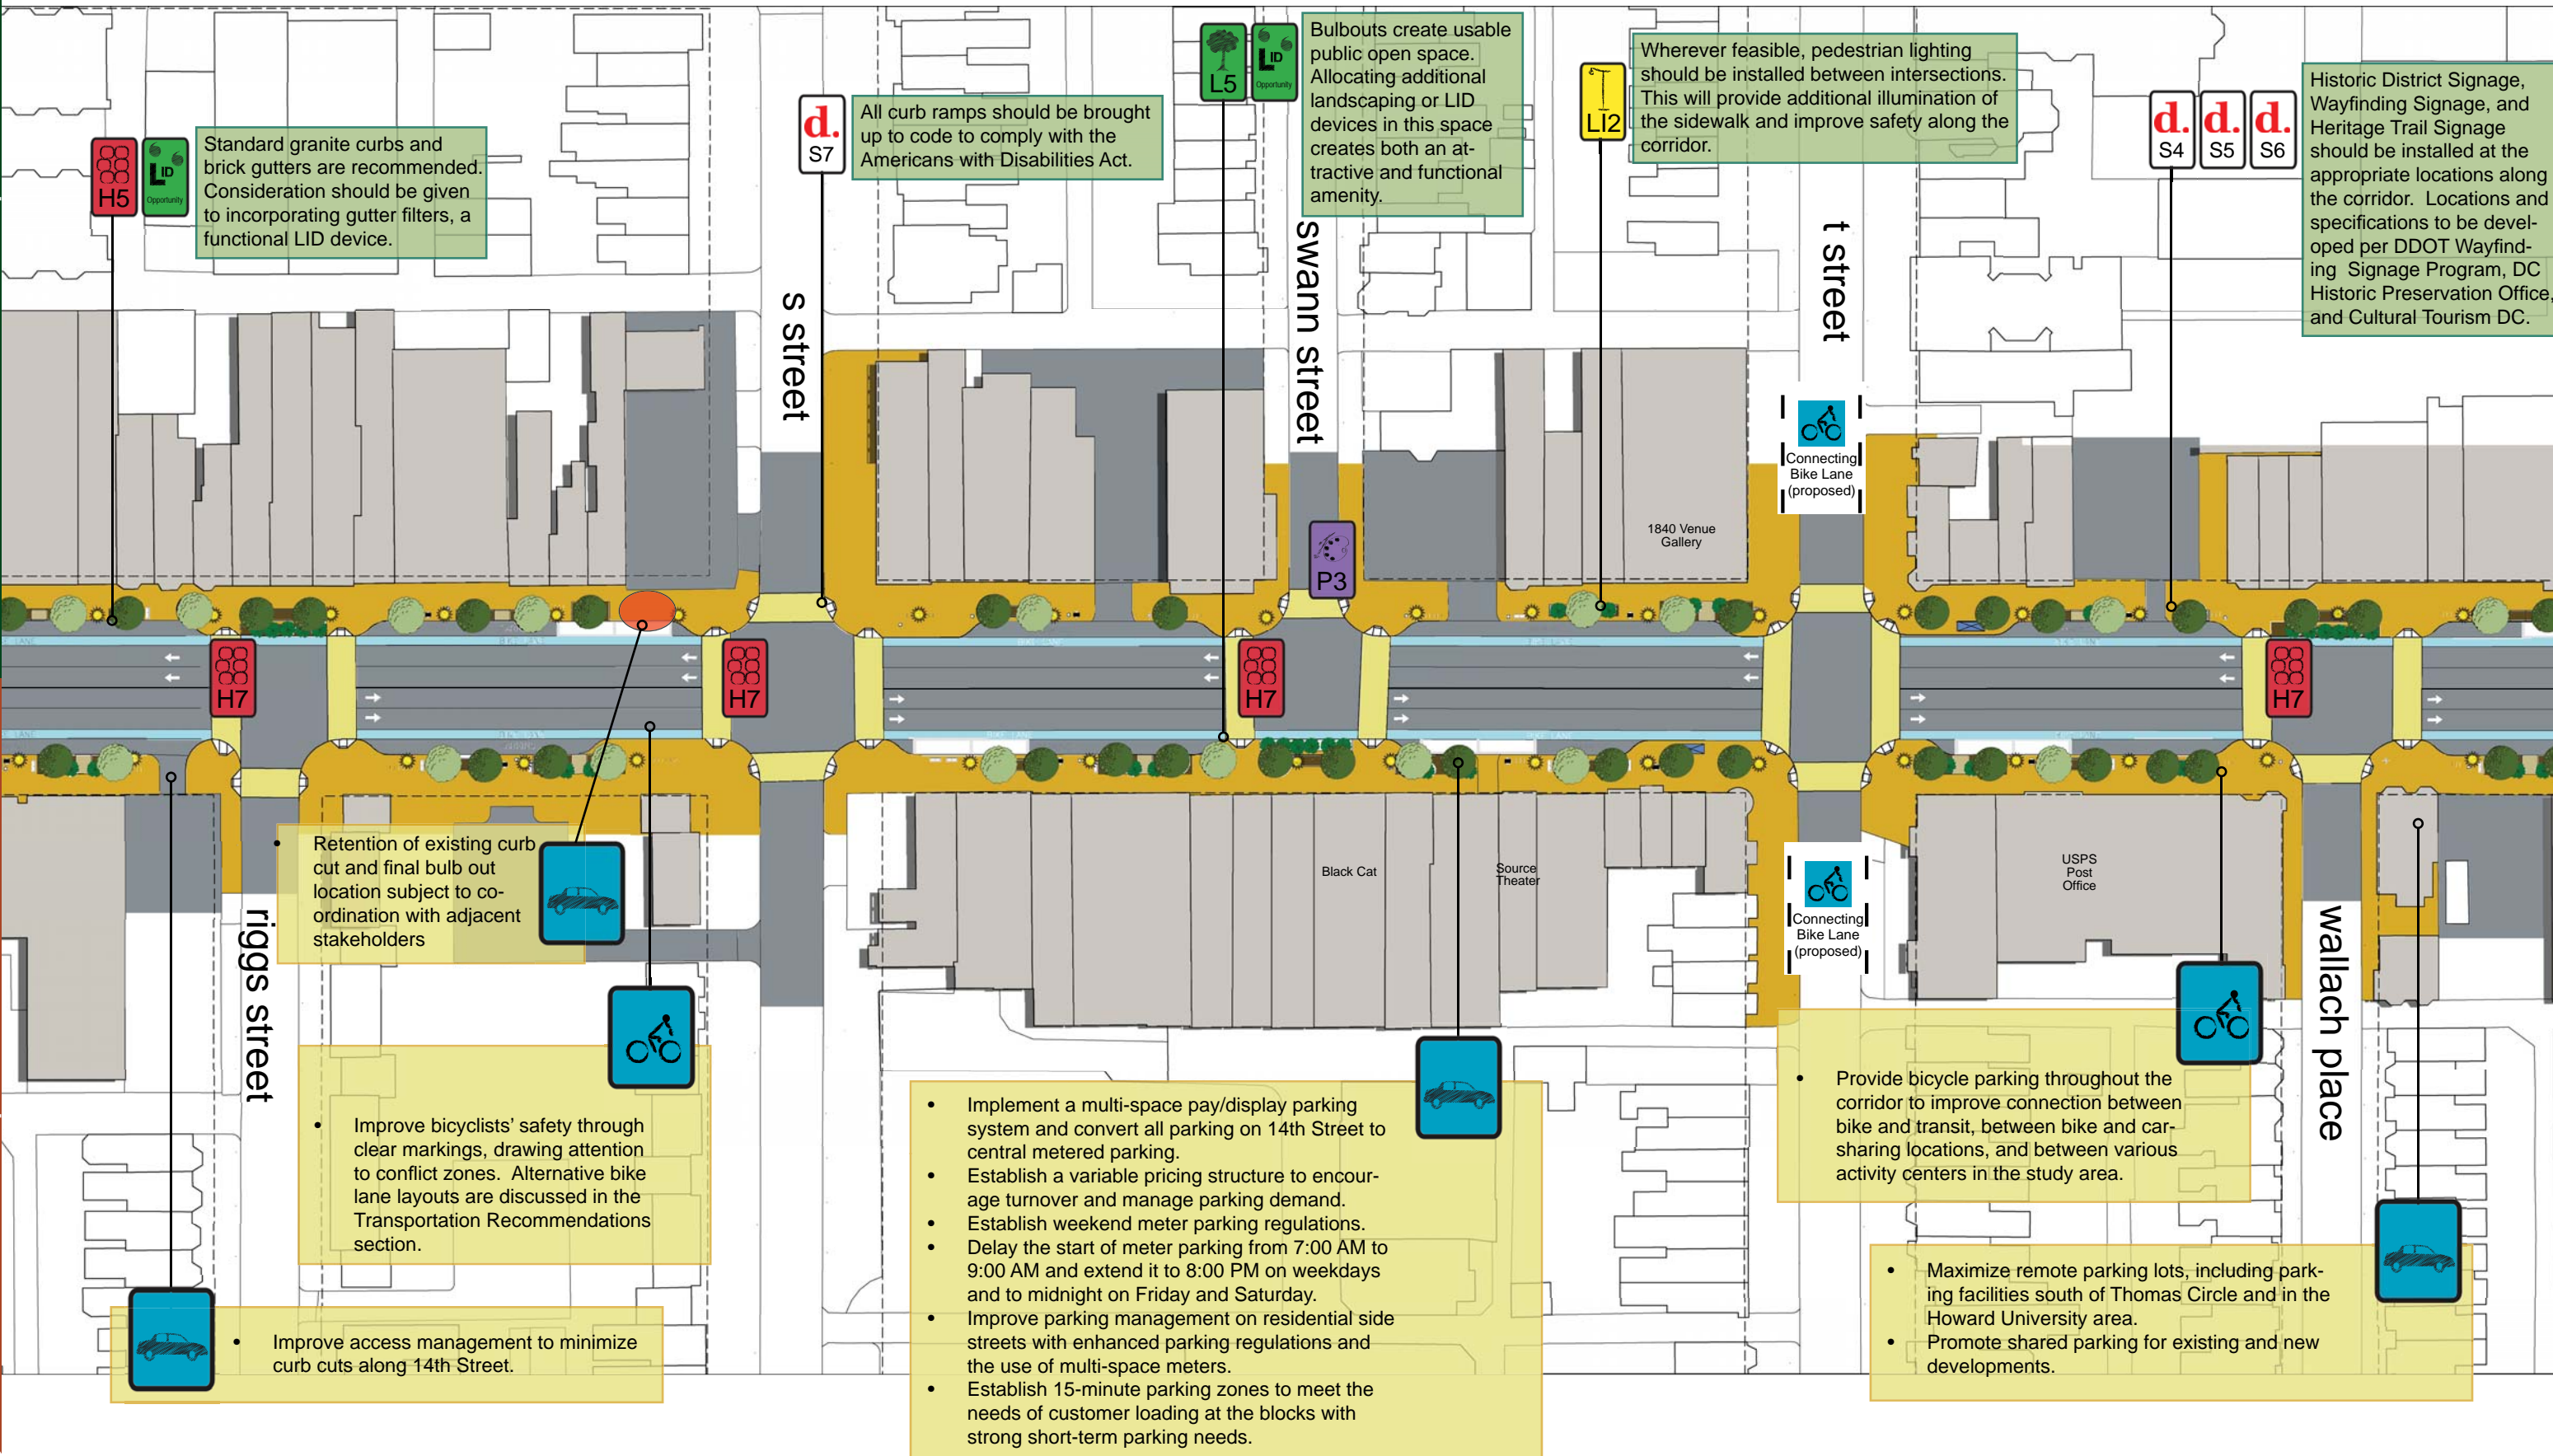 H5
LID
Opportunity
Standard granite curbs and
brick gutters are recommended.
Consideration should be given
to incorporating gutter filters, a
functional LID device.
d.
S7
All curb ramps should be brought
up to code to comply with the
Americans with Disabilities Act.
L5
LID
Opportunity
Bulbouts create usable
public open space.
Allocating additional
landscaping or LID
devices in this space
creates both an at-
tractive and functional
amenity.
LI2
Wherever feasible, pedestrian lighting
should be installed between intersections.
This will provide additional illumination of
the sidewalk and improve safety along the
corridor.
d.
S4
d.
S5
d.
S6
Historic District Signage,
Wayfinding Signage, and
Heritage Trail Signage
should be installed at the
appropriate locations along
the corridor. Locations and
specifications to be devel-
oped per DDOT Wayfind-
ing Signage Program, DC
Historic Preservation Office,
and Cultural Tourism DC.
s street
swann street
t street
Connecting
Bike Lane
(proposed)
1840 Venue
Gallery
P3
BIKE LANE
H7
H7
H7
H7
BIKE LANE
Black Cat
Source
Theater
USPS
Post
Office
Connecting
Bike Lane
(proposed)
riggs street
wallach place
• Retention of existing curb
cut and final bulb out
location subject to co-
ordination with adjacent
stakeholders
• Improve bicyclists' safety through
clear markings, drawing attention
to conflict zones. Alternative bike
lane layouts are discussed in the
Transportation Recommendations
section.
• Improve access management to minimize
curb cuts along 14th Street.
• Implement a multi-space pay/display parking
system and convert all parking on 14th Street to
central metered parking.
• Establish a variable pricing structure to encour-
age turnover and manage parking demand.
• Establish weekend meter parking regulations.
• Delay the start of meter parking from 7:00 AM to
9:00 AM and extend it to 8:00 PM on weekdays
and to midnight on Friday and Saturday.
• Improve parking management on residential side
streets with enhanced parking regulations and
the use of multi-space meters.
• Establish 15-minute parking zones to meet the
needs of customer loading at the blocks with
strong short-term parking needs.
• Provide bicycle parking throughout the
corridor to improve connection between
bike and transit, between bike and car-
sharing locations, and between various
activity centers in the study area.
• Maximize remote parking lots, including park-
ing facilities south of Thomas Circle and in the
Howard University area.
• Promote shared parking for existing and new
developments.